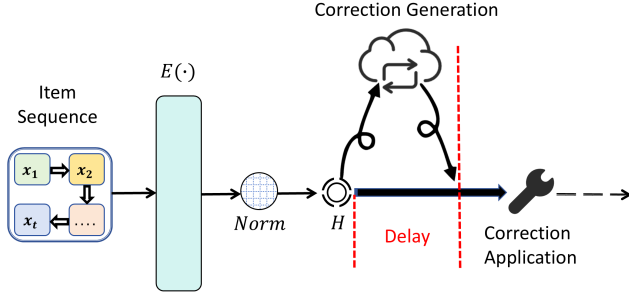 Correction Generation
E(·)
Item
Sequence
x₁
x₂
xₜ
....
Norm
H
Delay
Correction
Application